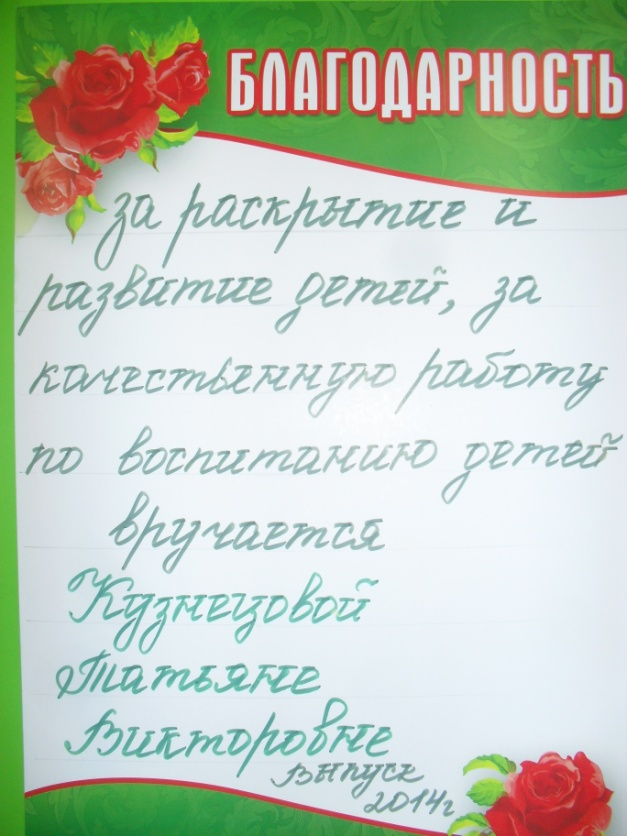 БЛАГОДАРНОСТЬ
за раскрытие и
развитие детей, за
качественную работу
по воспитанию детей
вручается
Кузнецовой
Татьяне
Викторовне
Выпуск
2014г